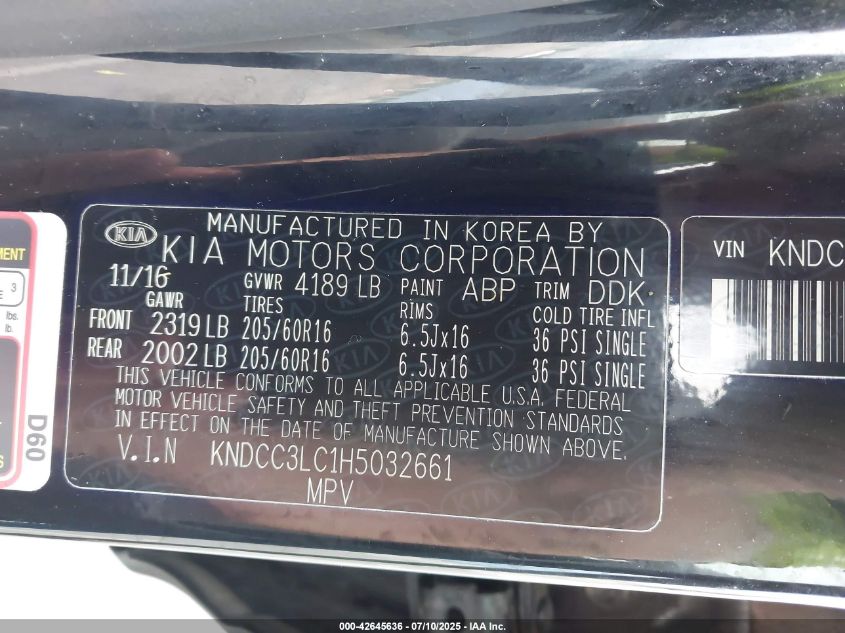 MANUFACTURED IN KOREA BY
KIA KIA MOTORS CORPORATION
11/16 GVWR 4189 LB PAINT ABP TRIM DDK
GAWR TIRES RIMS COLD TIRE INFL
FRONT 2319 LB 205/60R16 6.5Jx16 36 PSI SINGLE
REAR 2002 LB 205/60R16 6.5Jx16 36 PSI SINGLE
THIS VEHICLE CONFORMS TO ALL APPLICABLE U.S.A. FEDERAL
MOTOR VEHICLE SAFETY AND THEFT PREVENTION STANDARDS
IN EFFECT ON THE DATE OF MANUFACTURE SHOWN ABOVE.
V.I.N KNDCC3LC1H5032661
MPV
VIN KNDC
MENT
3
E
lbs.
lb.
D60
000-42645636 - 07/10/2025 - IAA Inc.